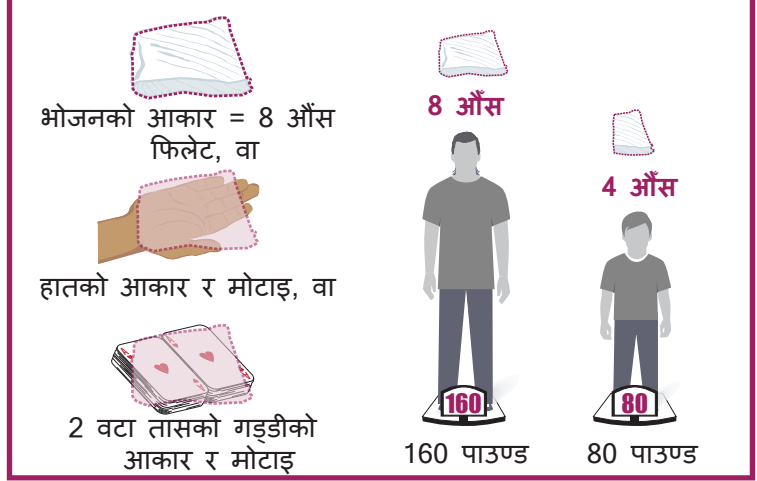 भोजनको आकार = 8 औंस
फिलेट, वा
हातको आकार र मोटाइ, वा
2 वटा तासको गड्डीको
आकार र मोटाइ
8 औँस
4 औँस
160
80
160 पाउण्ड
80 पाउण्ड